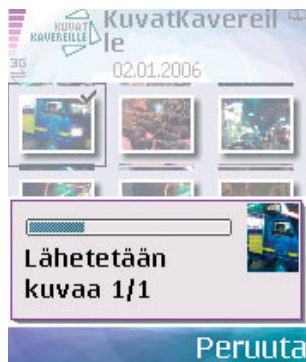 KUVAT
KAVEREILLE
KuvatKavereil
le
3G
02.01.2006
Lähetetään
kuvaa 1/1
Peruuta